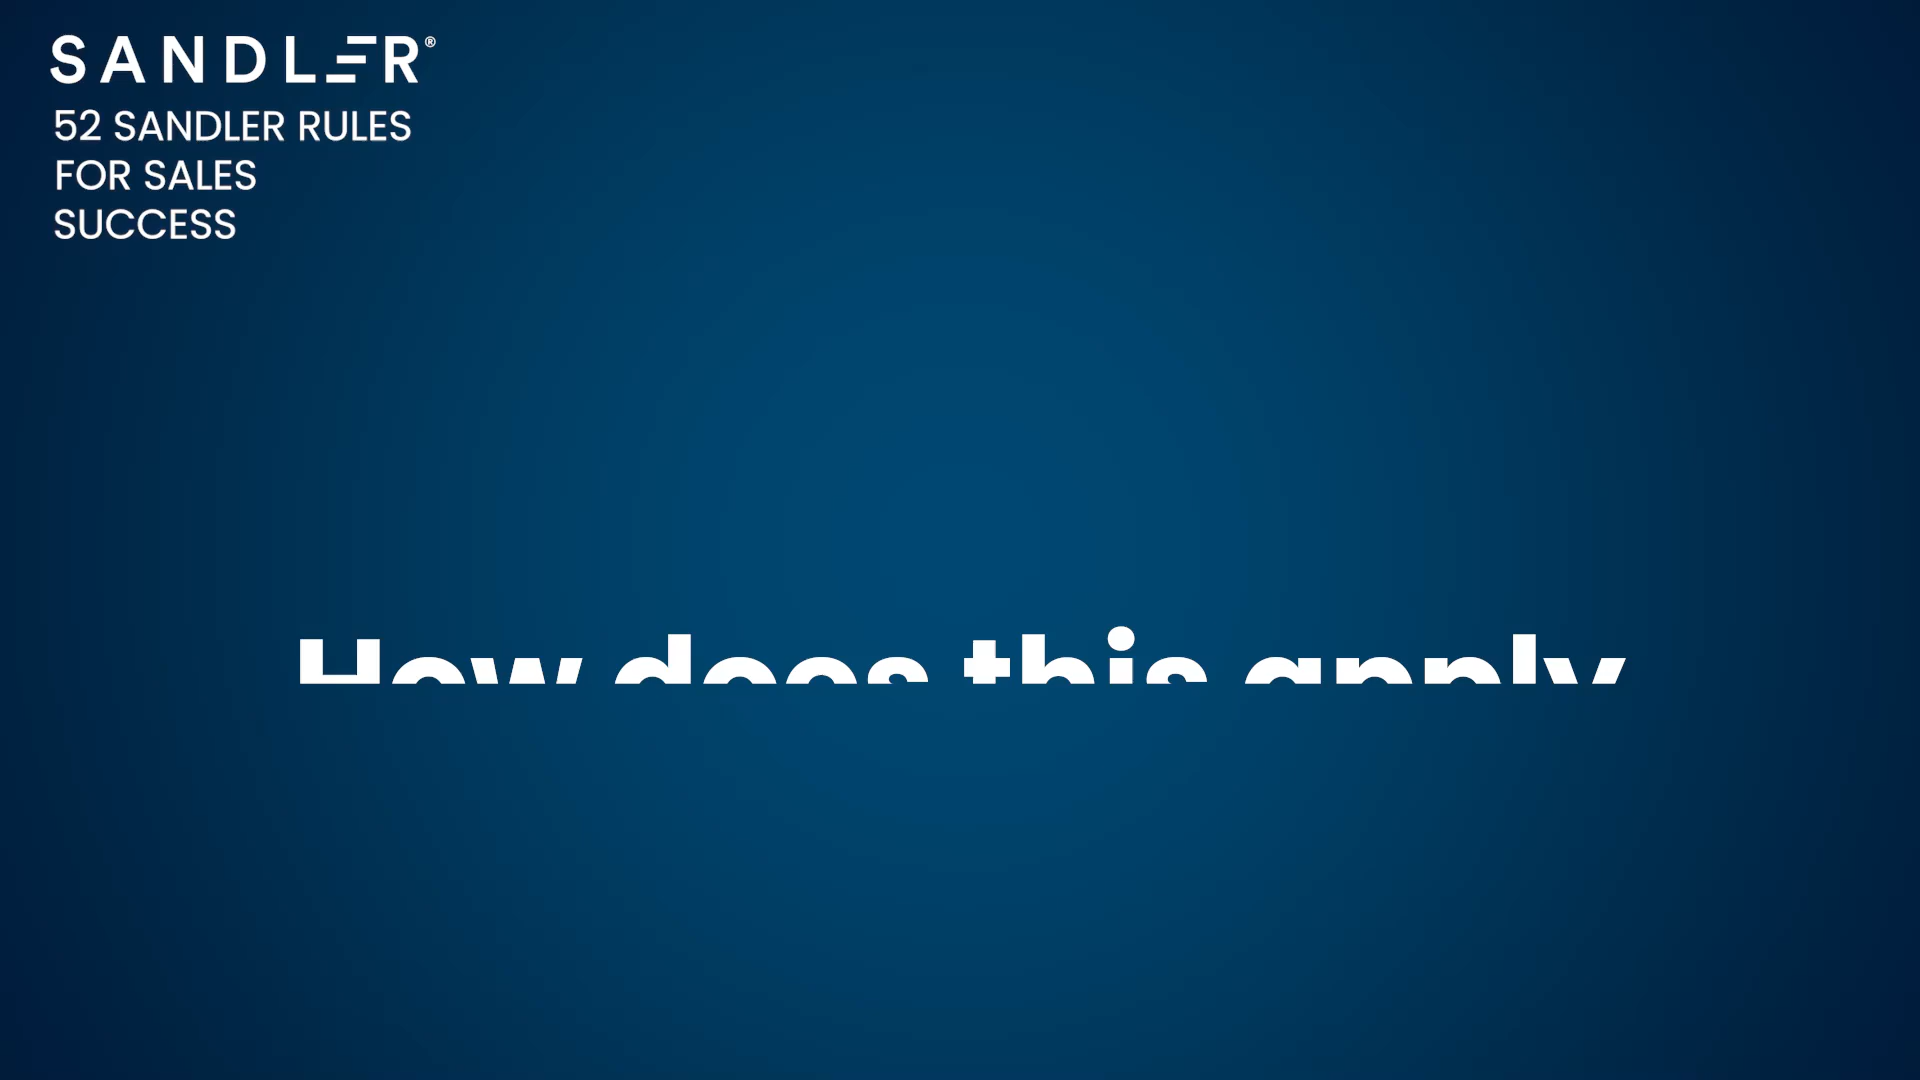 SANDLER®
52 SANDLER RULES
FOR SALES
SUCCESS
How does this apply